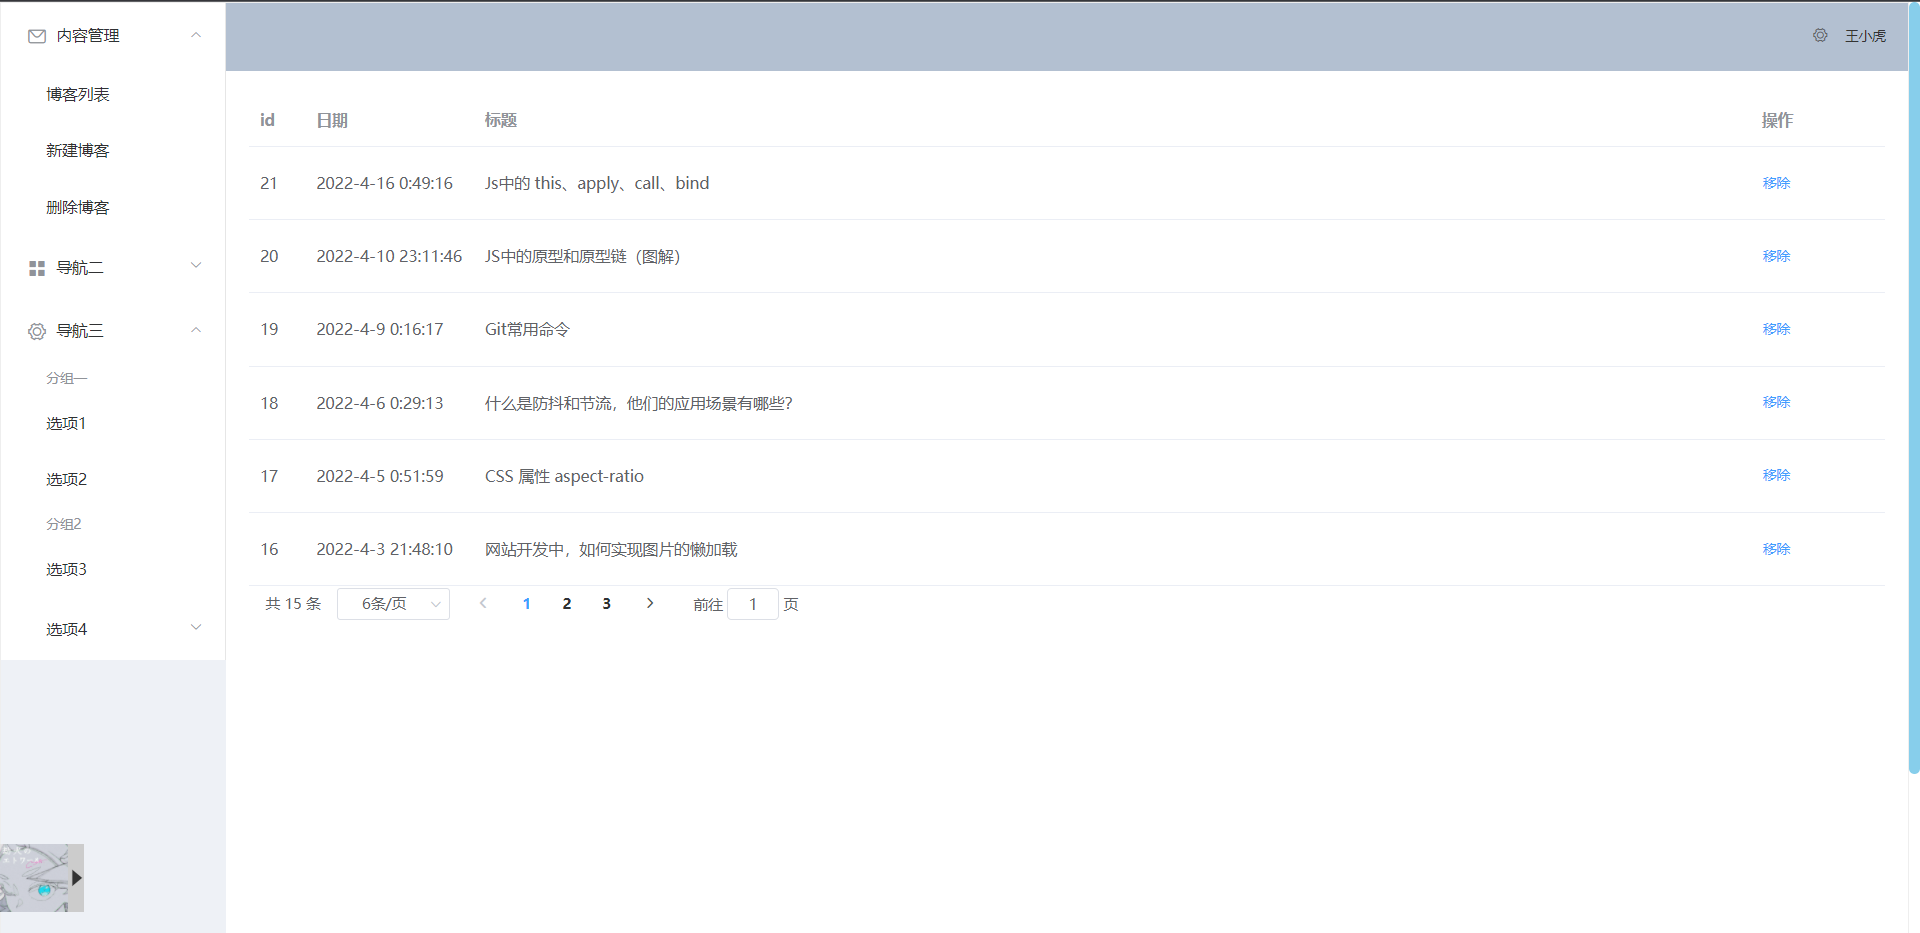 内容管理
博客列表
新建博客
删除博客
导航二
导航三
分组一
选项1
选项2
分组2
选项3
选项4
王小虎
id 日期 标题 操作
21 2022-4-16 0:49:16 Js中的 this、apply、call、bind 移除
20 2022-4-10 23:11:46 JS中的原型和原型链（图解） 移除
19 2022-4-9 0:16:17 Git常用命令 移除
18 2022-4-6 0:29:13 什么是防抖和节流，他们的应用场景有哪些? 移除
17 2022-4-5 0:51:59 CSS 属性 aspect-ratio 移除
16 2022-4-3 21:48:10 网站开发中，如何实现图片的懒加载 移除
共 15 条 6条/页 1 2 3 前往 1 页